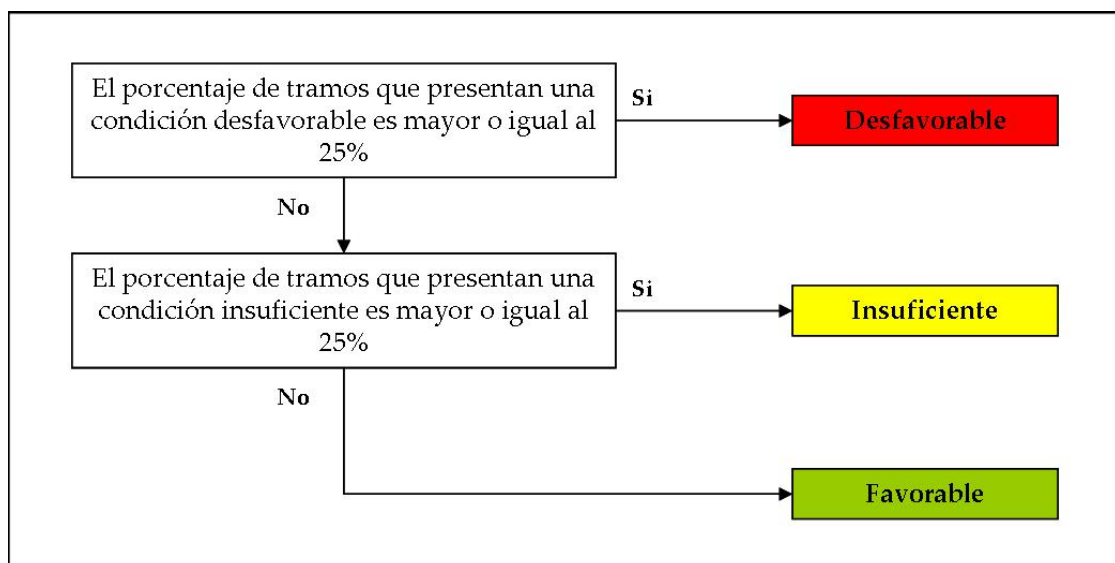 El porcentaje de tramos que presentan una
condición desfavorable es mayor o igual al
25%
Si
Desfavorable
No
El porcentaje de tramos que presentan una
condición insuficiente es mayor o igual al
25%
Si
Insuficiente
No
Favorable